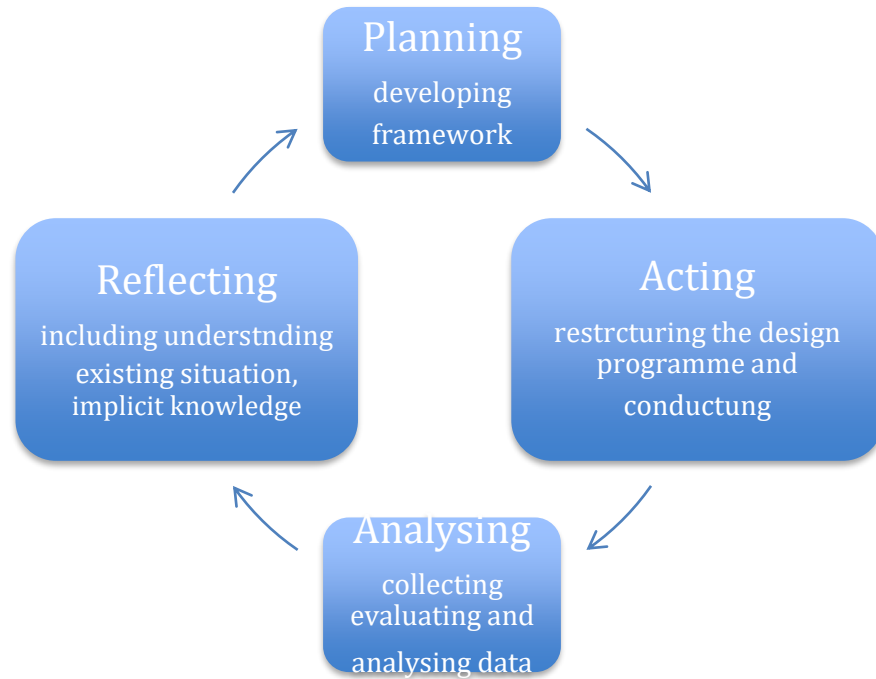 Planning
developing
framework
Reflecting
including understnding
existing situation,
implicit knowledge
Acting
restrcturing the design
programme and
conductung
Analysing
collecting
evaluating and
analysing data